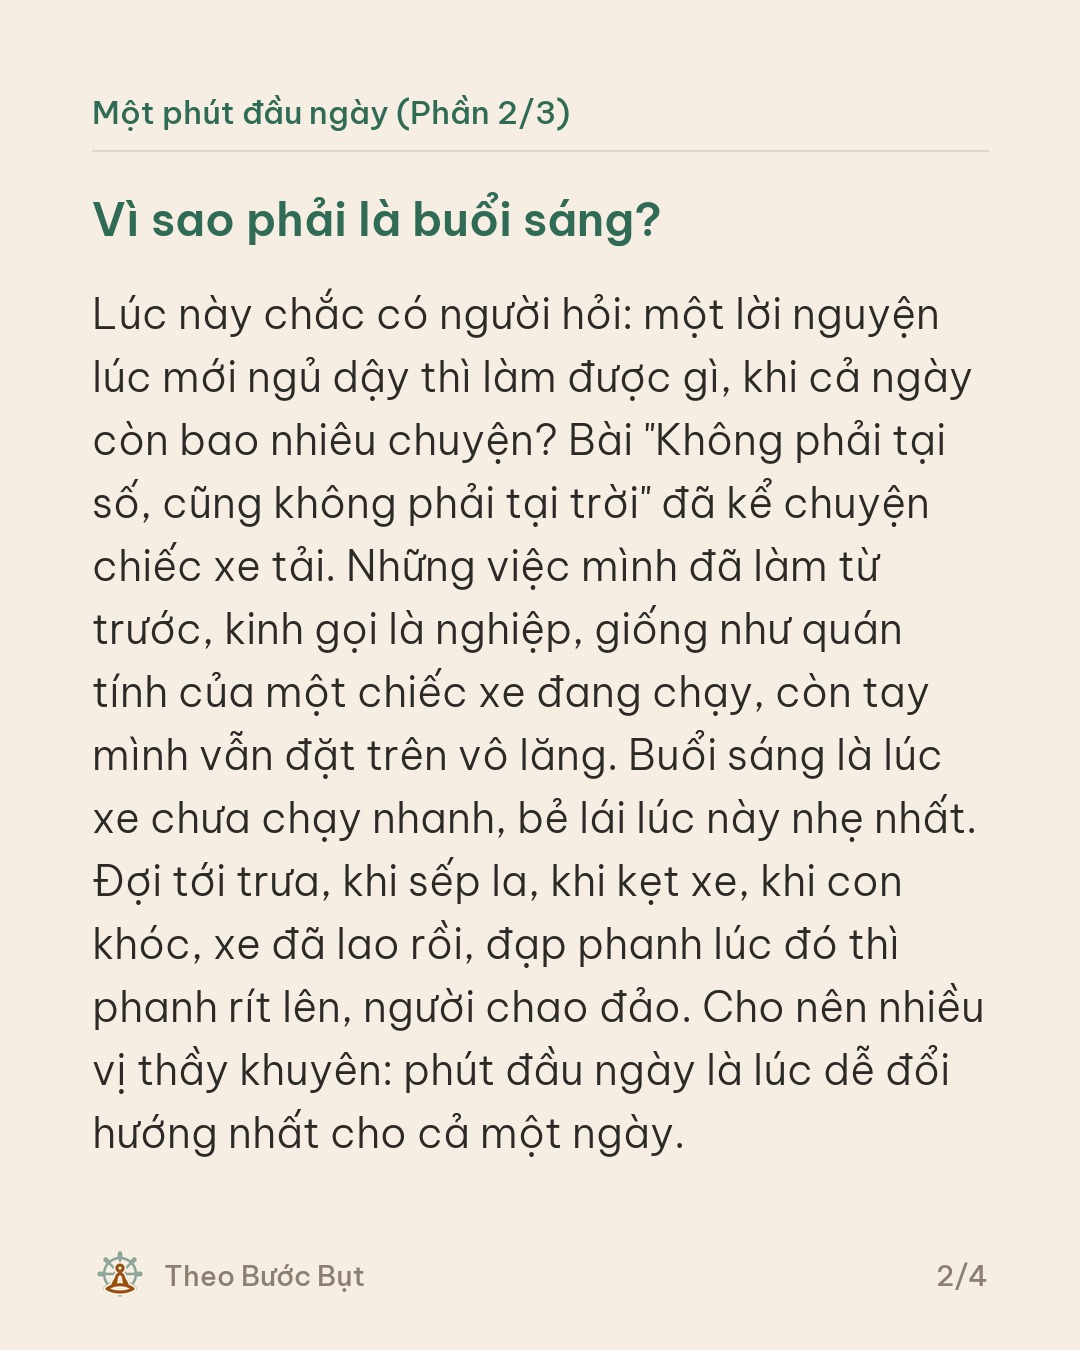 Một phút đầu ngày (Phần 2/3)
Vì sao phải là buổi sáng?
Lúc này chắc có người hỏi: một lời nguyện
lúc mới ngủ dậy thì làm được gì, khi cả ngày
còn bao nhiêu chuyện? Bài "Không phải tại
số, cũng không phải tại trời" đã kể chuyện
chiếc xe tải. Những việc mình đã làm từ
trước, kinh gọi là nghiệp, giống như quán
tính của một chiếc xe đang chạy, còn tay
mình vẫn đặt trên vô lăng. Buổi sáng là lúc
xe chưa chạy nhanh, bẻ lái lúc này nhẹ nhất.
Đợi tới trưa, khi sếp la, khi kẹt xe, khi con
khóc, xe đã lao rồi, đạp phanh lúc đó thì
phanh rít lên, người chao đảo. Cho nên nhiều
vị thầy khuyên: phút đầu ngày là lúc dễ đổi
hướng nhất cho cả một ngày.
Theo Bước Bụt
2/4